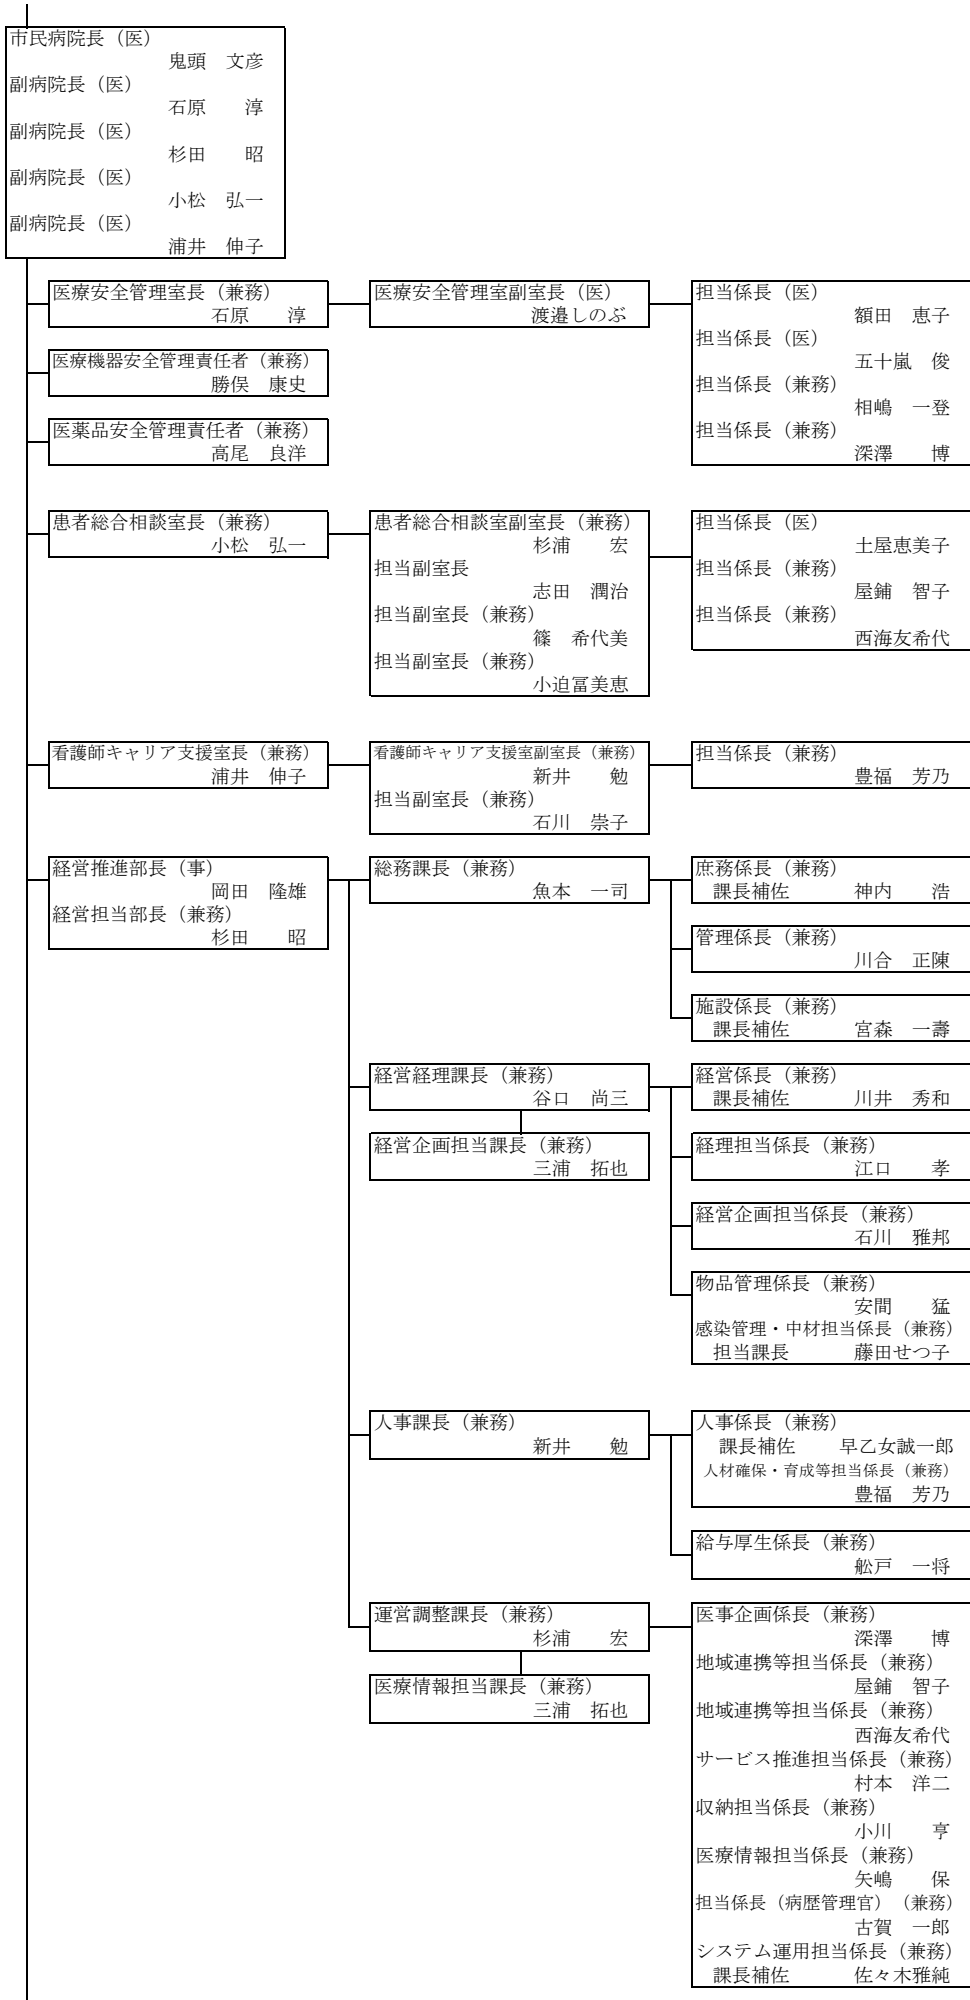 市民病院長（医）
鬼頭　文彦
副病院長（医）
石原　　淳
副病院長（医）
杉田　　昭
副病院長（医）
小松　弘一
副病院長（医）
浦井　伸子
医療安全管理室長（兼務）
石原　　淳
医療安全管理室副室長（医）
渡邉しのぶ
担当係長（医）
額田　恵子
担当係長（医）
五十嵐　俊
担当係長（兼務）
相嶋　一登
担当係長（兼務）
深澤　　博
医療機器安全管理責任者（兼務）
勝俣　康史
医薬品安全管理責任者（兼務）
高尾　良洋
患者総合相談室長（兼務）
小松　弘一
患者総合相談室副室長（兼務）
杉浦　　宏
担当副室長
志田　潤治
担当副室長（兼務）
篠　希代美
担当副室長（兼務）
小迫冨美恵
担当係長（医）
土屋恵美子
担当係長（兼務）
屋鋪　智子
担当係長（兼務）
西海友希代
看護師キャリア支援室長（兼務）
浦井　伸子
看護師キャリア支援室副室長（兼務）
新井　　勉
担当副室長（兼務）
石川　崇子
担当係長（兼務）
豊福　芳乃
経営推進部長（事）
岡田　隆雄
経営担当部長（兼務）
杉田　　昭
総務課長（兼務）
魚本　一司
庶務係長（兼務）
課長補佐　　　神内　　浩
管理係長（兼務）
川合　正陳
施設係長（兼務）
課長補佐　　　宮森　一壽
経営経理課長（兼務）
谷口　尚三
経営企画担当課長（兼務）
三浦　拓也
経営係長（兼務）
課長補佐　　　川井　秀和
経理担当係長（兼務）
江口　　孝
経営企画担当係長（兼務）
石川　雅邦
物品管理係長（兼務）
安間　　猛
感染管理・中材担当係長（兼務）
担当課長　　　藤田せつ子
人事課長（兼務）
新井　　勉
人事係長（兼務）
課長補佐　　早乙女誠一郎
人材確保・育成等担当係長（兼務）
豊福　芳乃
給与厚生係長（兼務）
舩戸　一将
運営調整課長（兼務）
杉浦　　宏
医療情報担当課長（兼務）
三浦　拓也
医事企画係長（兼務）
深澤　　博
地域連携等担当係長（兼務）
屋鋪　智子
地域連携等担当係長（兼務）
西海友希代
サービス推進担当係長（兼務）
村本　洋二
収納担当係長（兼務）
小川　　亨
医療情報担当係長（兼務）
矢嶋　　保
担当係長（病歴管理官）（兼務）
古賀　一郎
システム運用担当係長（兼務）
課長補佐　　　佐々木雅純